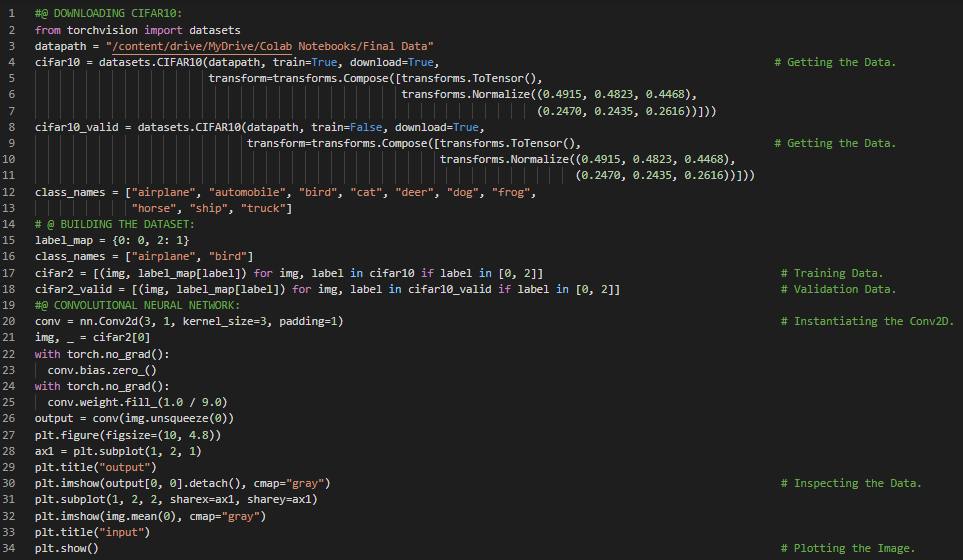 1 #@ DOWNLOADING CIFAR10:
2 from torchvision import datasets
3 datapath = "/content/drive/MyDrive/Colab Notebooks/Final Data"
4 cifar10 = datasets.CIFAR10(datapath, train=True, download=True, # Getting the Data.
5 transform=transforms.Compose([transforms.ToTensor(),
6 transforms.Normalize((0.4915, 0.4823, 0.4468),
7 (0.2470, 0.2435, 0.2616))]))
8 cifar10_valid = datasets.CIFAR10(datapath, train=False, download=True,
9 transform=transforms.Compose([transforms.ToTensor(), # Getting the Data.
10 transforms.Normalize((0.4915, 0.4823, 0.4468),
11 (0.2470, 0.2435, 0.2616))]))
12 class_names = ["airplane", "automobile", "bird", "cat", "deer", "dog", "frog",
13 "horse", "ship", "truck"]
14 # @ BUILDING THE DATASET:
15 label_map = {0: 0, 2: 1}
16 class_names = ["airplane", "bird"]
17 cifar2 = [(img, label_map[label]) for img, label in cifar10 if label in [0, 2]] # Training Data.
18 cifar2_valid = [(img, label_map[label]) for img, label in cifar10_valid if label in [0, 2]] # Validation Data.
19 #@ CONVOLUTIONAL NEURAL NETWORK:
20 conv = nn.Conv2d(3, 1, kernel_size=3, padding=1) # Instantiating the Conv2D.
21 img, _ = cifar2[0]
22 with torch.no_grad():
23 conv.bias.zero_()
24 with torch.no_grad():
25 conv.weight.fill_(1.0 / 9.0)
26 output = conv(img.unsqueeze(0))
27 plt.figure(figsize=(10, 4.8))
28 ax1 = plt.subplot(1, 2, 1)
29 plt.title("output")
30 plt.imshow(output[0, 0].detach(), cmap="gray") # Inspecting the Data.
31 plt.subplot(1, 2, 2, sharex=ax1, sharey=ax1)
32 plt.imshow(img.mean(0), cmap="gray")
33 plt.title("input")
34 plt.show() # Plotting the Image.